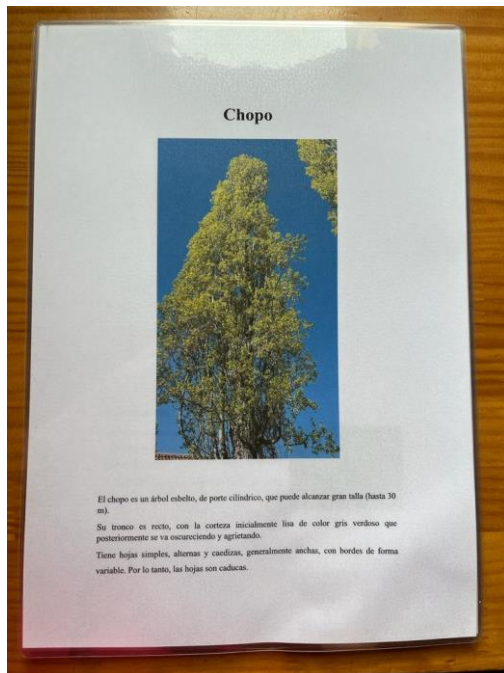 Chopo
El chopo es un árbol esbelto, de porte cilíndrico, que puede alcanzar gran talla (hasta 30
m).
Su tronco es recto, con la corteza inicialmente lisa de color gris verdoso que
posteriormente se va oscureciendo y agrietando.
Tiene hojas simples, alternas y caedizas, generalmente anchas, con bordes de forma
variable. Por lo tanto, las hojas son caducas.